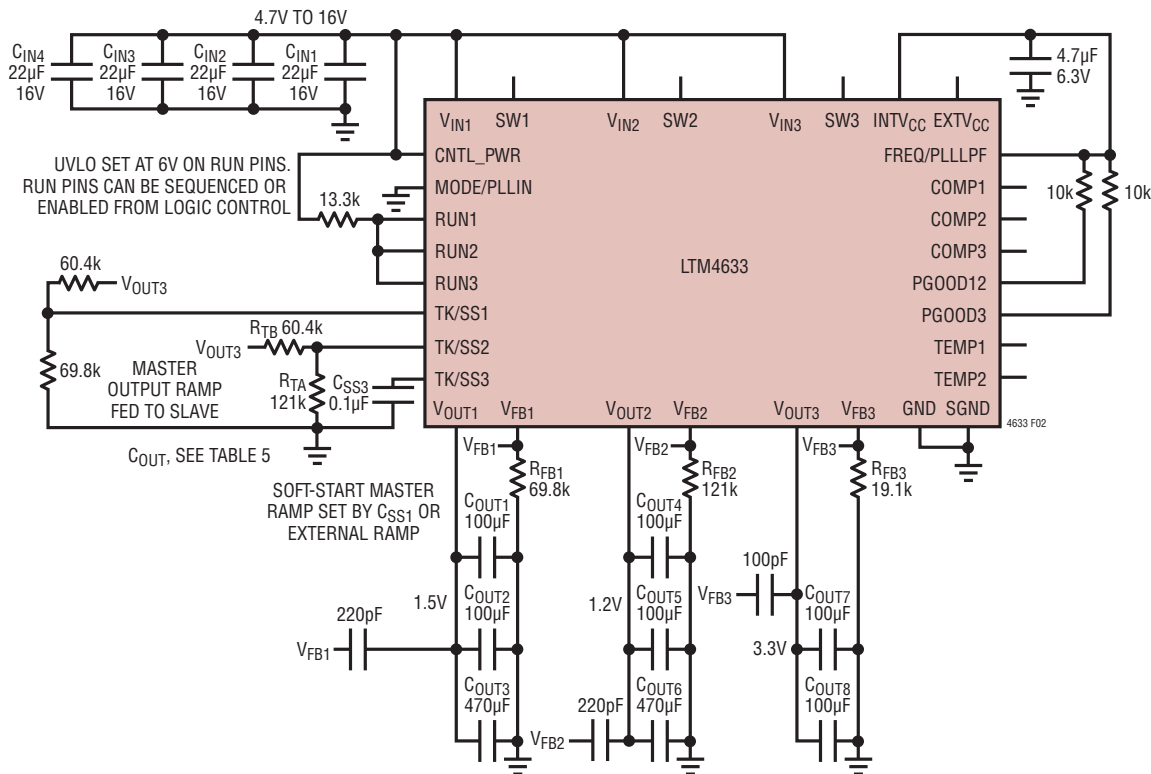 4.7V TO 16V
CIN4
22µF
16V
CIN3
22µF
16V
CIN2
22µF
16V
CIN1
22µF
16V
4.7µF
6.3V
VIN1
SW1
VIN2
SW2
VIN3
SW3
INTVCC
EXTVCC
UVLO SET AT 6V ON RUN PINS.
RUN PINS CAN BE SEQUENCED OR
ENABLED FROM LOGIC CONTROL
13.3k
CNTL_PWR
MODE/PLLIN
RUN1
RUN2
RUN3
TK/SS1
TK/SS2
TK/SS3
LTM4633
FREQ/PLLLPF
COMP1
COMP2
COMP3
PGOOD12
PGOOD3
TEMP1
TEMP2
10k
10k
60.4k
VOUT3
69.8k
RTB 60.4k
VOUT3
MASTER
OUTPUT RAMP
FED TO SLAVE
RTA
121k
CSS3
0.1µF
VOUT1
VFB1
VOUT2
VFB2
VOUT3
VFB3
GND
SGND
4633 F02
COUT, SEE TABLE 5
SOFT-START MASTER
RAMP SET BY CSS1 OR
EXTERNAL RAMP
VFB1
RFB1
69.8k
COUT1
100µF
1.5V
COUT2
100µF
220pF
VFB1
COUT3
470µF
VFB2
RFB2
121k
COUT4
100µF
1.2V
COUT5
100µF
COUT6
470µF
220pF
VFB2
VFB3
RFB3
19.1k
100pF
VFB3
COUT7
100µF
3.3V
COUT8
100µF